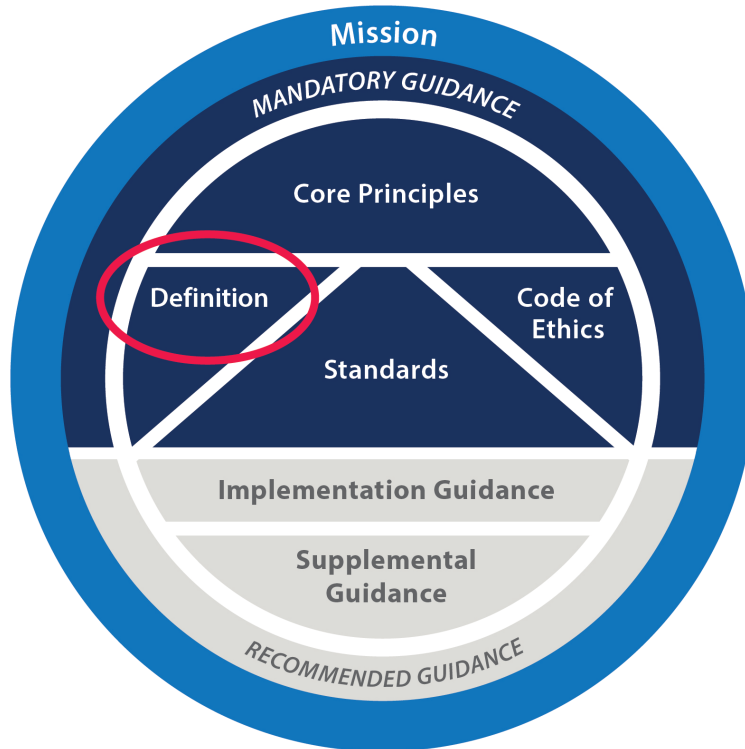 Mission
MANDATORY GUIDANCE
Core Principles
Definition
Code of
Ethics
Standards
Implementation Guidance
Supplemental
Guidance
RECOMMENDED GUIDANCE